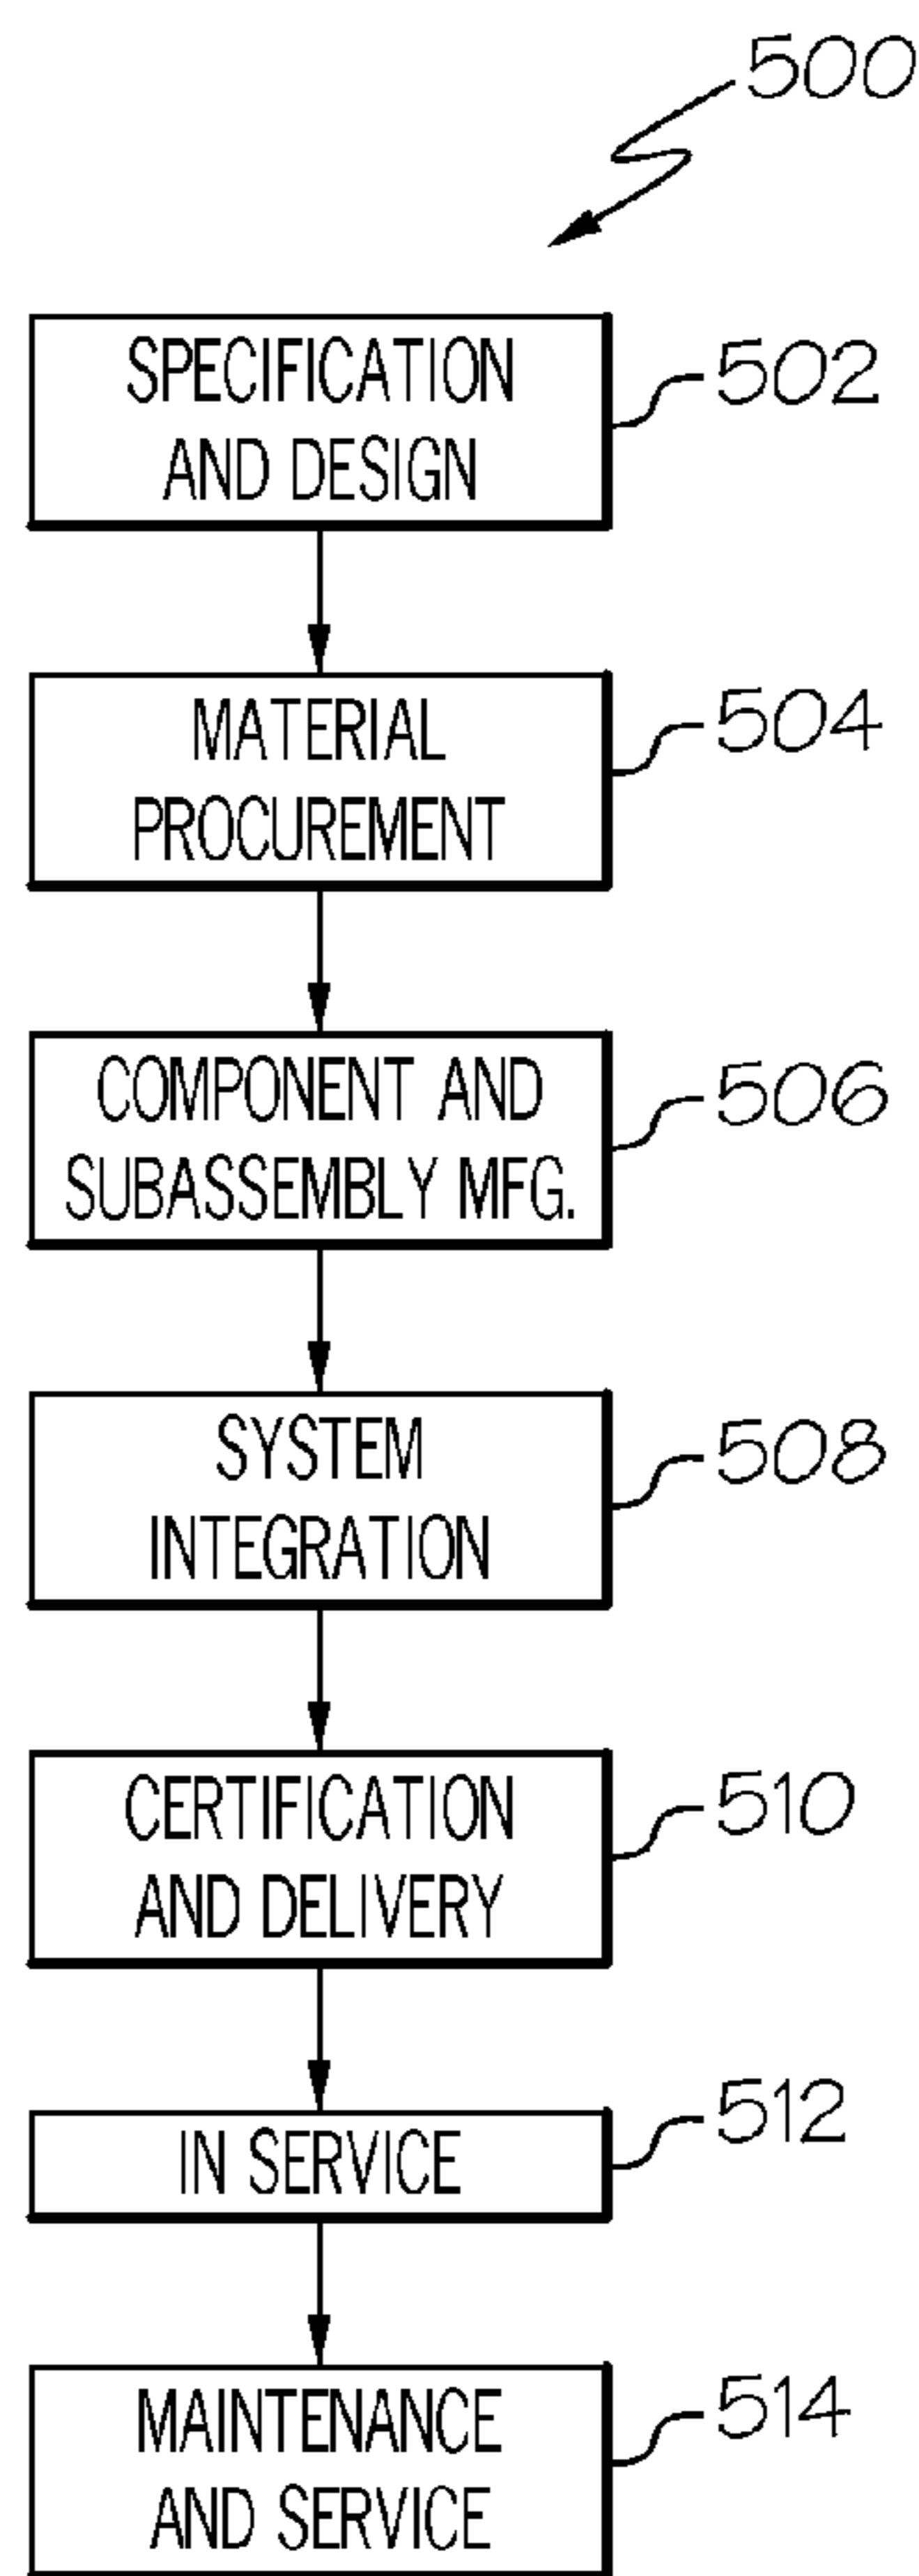 500
SPECIFICATION
AND DESIGN
502
MATERIAL
PROCUREMENT
504
COMPONENT AND
SUBASSEMBLY MFG.
506
SYSTEM
INTEGRATION
508
CERTIFICATION
AND DELIVERY
510
IN SERVICE
512
MAINTENANCE
AND SERVICE
514